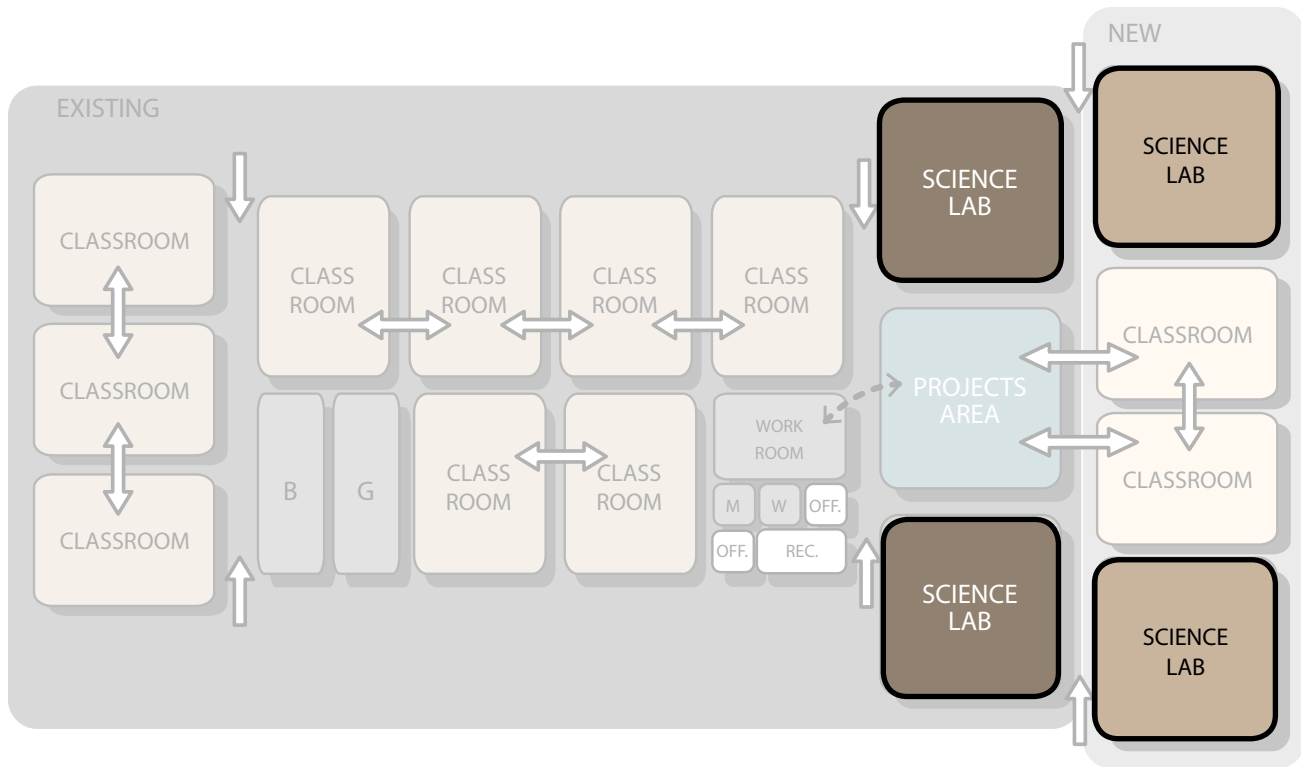 NEW
EXISTING
SCIENCE
LAB
SCIENCE
LAB
CLASSROOM
CLASS
ROOM
CLASS
ROOM
CLASS
ROOM
CLASS
ROOM
CLASSROOM
CLASSROOM
PROJECTS
AREA
CLASSROOM
WORK
ROOM
B
G
CLASS
ROOM
CLASS
ROOM
M
W
OFF.
OFF.
REC.
CLASSROOM
CLASSROOM
SCIENCE
LAB
SCIENCE
LAB